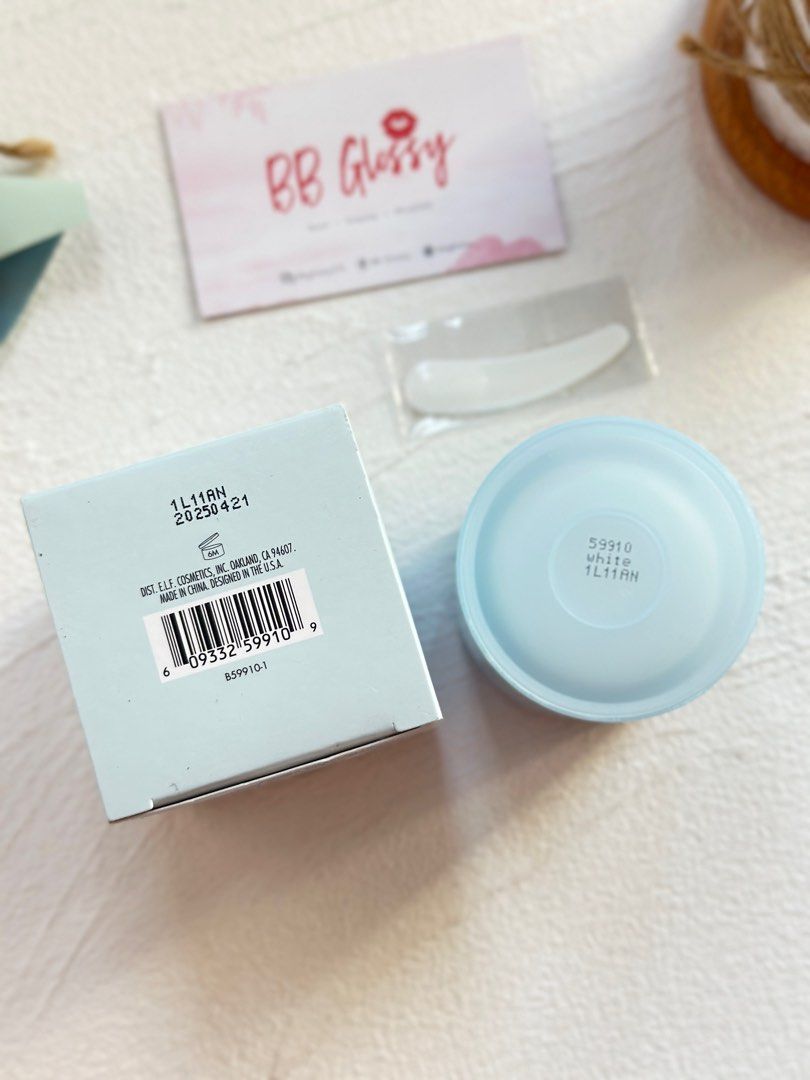 BB Glossy
1L11AN
20250421
6M
DIST. E.L.F. COSMETICS, INC. OAKLAND, CA 94607.
MADE IN CHINA. DESIGNED IN THE U.S.A.
6 09332 59910 9
B59910-1
59910
white
1L11AN